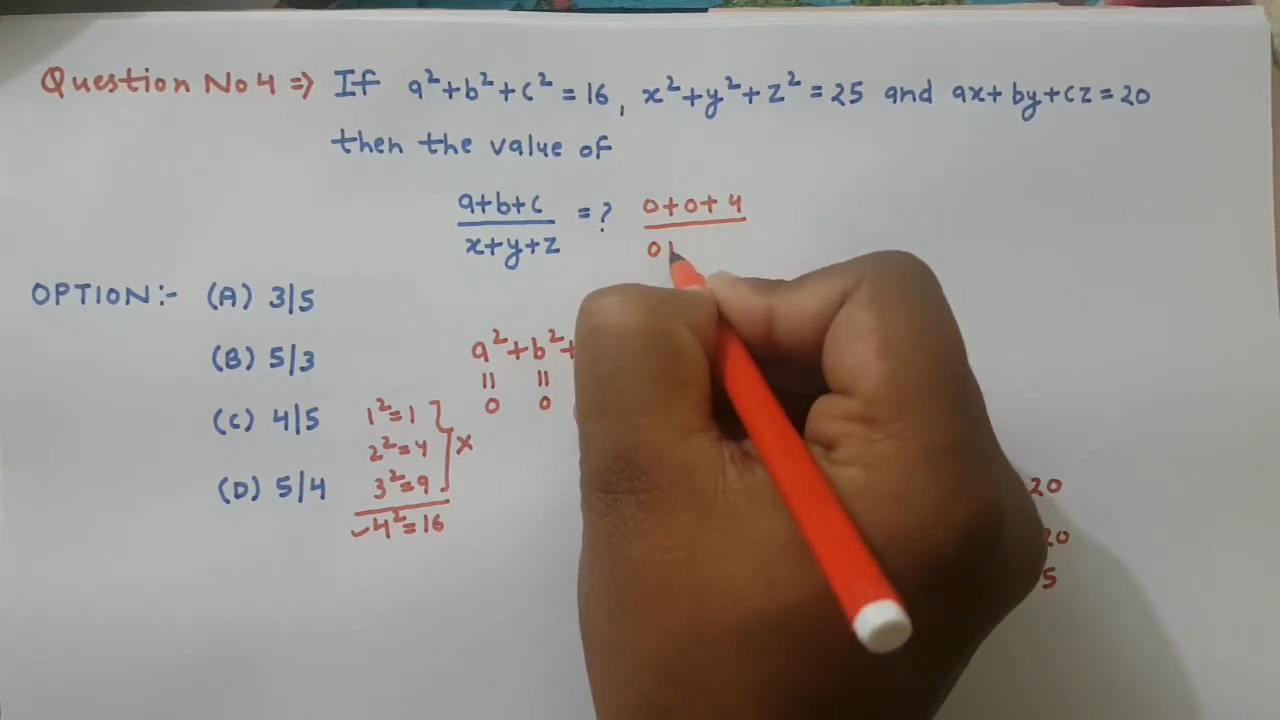 Question No 4 => If a²+b²+c² = 16, x²+y²+z² = 25 and ax+by+cz=20
then the value of
a+b+c
x+y+z
= ?
0+0+4
0
OPTION:- (A) 3/5
(B) 5/3
(C) 4/5
(D) 5/4
1²=1
2²=4
3²=9
4²=16
x
a²+b²+
|| ||
0 0
20
20
5